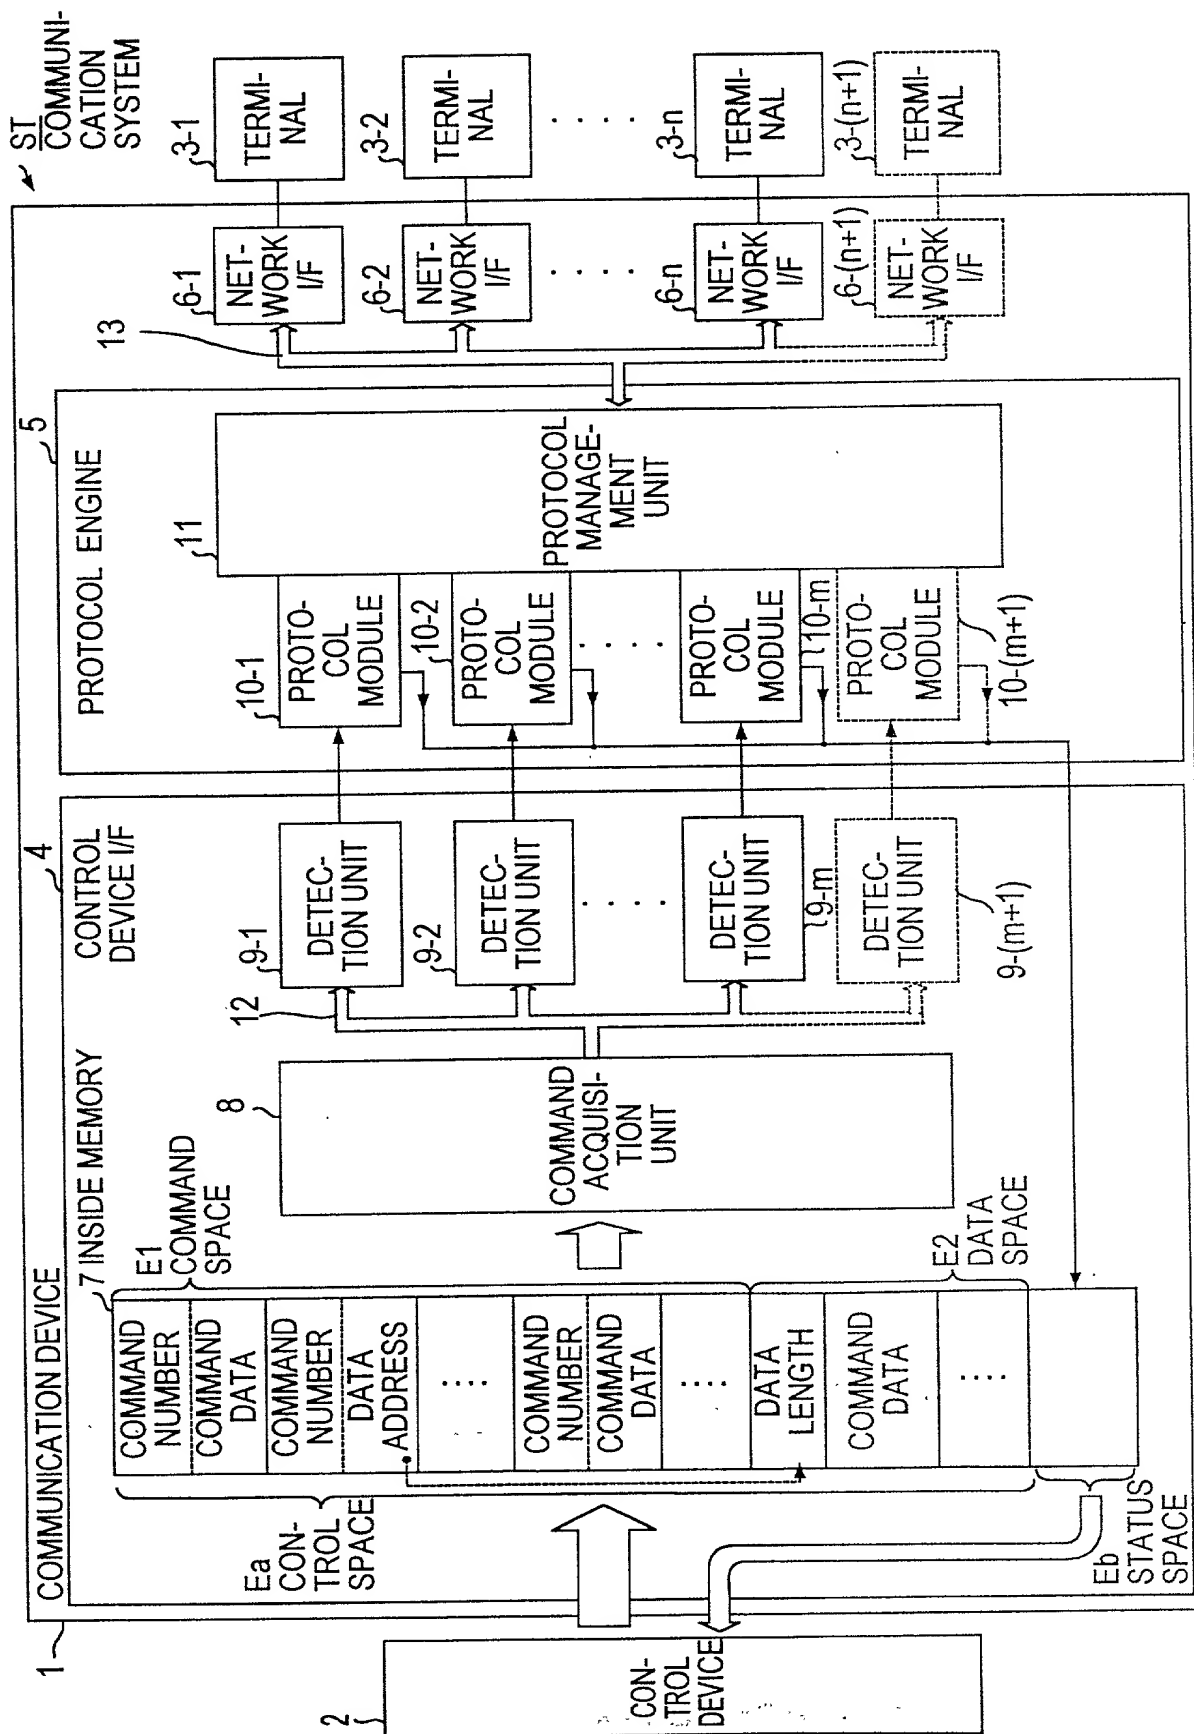 ST
COMMUNI-
CATION
SYSTEM
1
COMMUNICATION DEVICE
2
CON-
TROL
DEVICE
4
CONTROL
DEVICE I/F
7 INSIDE MEMORY
Ea
CON-
TROL
SPACE
E1
COMMAND
SPACE
COMMAND
NUMBER
COMMAND
DATA
COMMAND
NUMBER
DATA
ADDRESS
....
COMMAND
NUMBER
COMMAND
DATA
....
DATA
LENGTH
COMMAND
DATA
....
E2
DATA
SPACE
Eb
STATUS
SPACE
8
COMMAND
ACQUISI-
TION
UNIT
12
9-1
DETEC-
TION UNIT
9-2
DETEC-
TION UNIT
.....
DETEC-
TION UNIT
9-m
DETEC-
TION UNIT
9-(m+1)
5
PROTOCOL ENGINE
10-1
PROTO-
COL
MODULE
10-2
PROTO-
COL
MODULE
.....
PROTO-
COL
MODULE
10-m
PROTO-
COL
MODULE
10-(m+1)
11
PROTOCOL
MANAGE-
MENT
UNIT
13
6-1
NET-
WORK
I/F
6-2
NET-
WORK
I/F
.....
6-n
NET-
WORK
I/F
6-(n+1)
NET-
WORK
I/F
3-1
TERMI-
NAL
3-2
TERMI-
NAL
....
3-n
TERMI-
NAL
3-(n+1)
TERMI-
NAL